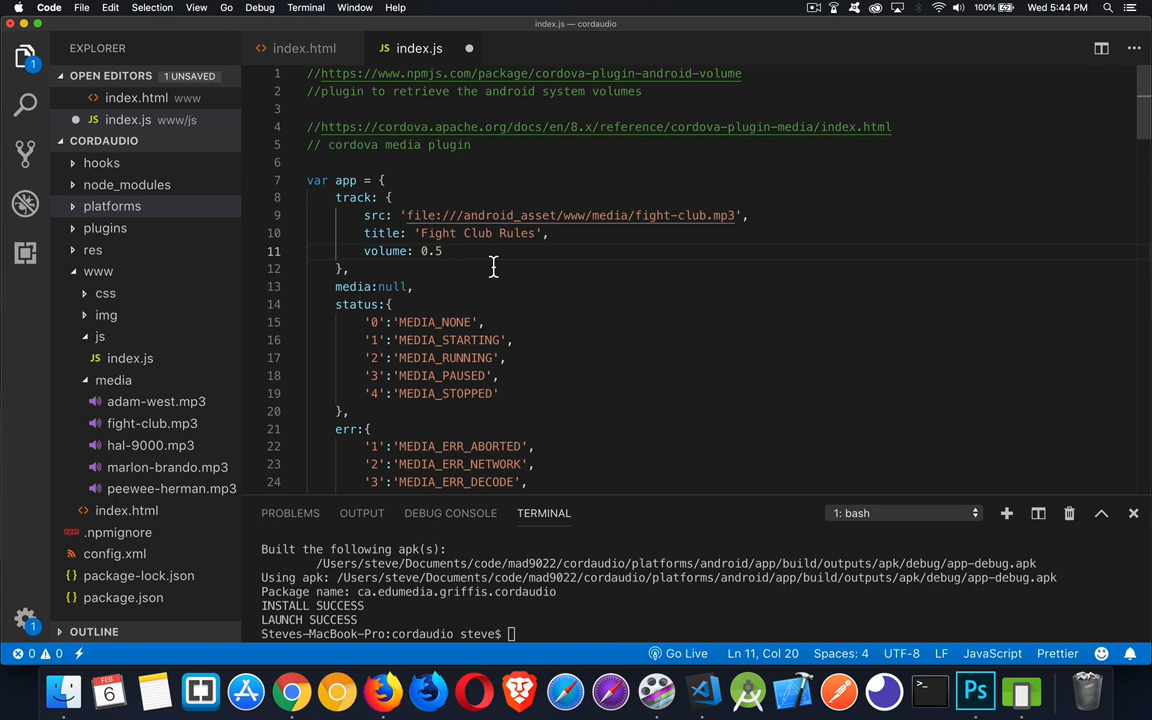 Code File Edit Selection View Go Debug Terminal Window Help 100% Wed 5:44 PM
index.js — cordaudio
EXPLORER
index.html
index.js
OPEN EDITORS 1 UNSAVED
index.html www
index.js www/js
CORDAUDIO
hooks
node_modules
platforms
plugins
res
www
css
img
js
JS index.js
media
adam-west.mp3
fight-club.mp3
hal-9000.mp3
marlon-brando.mp3
peewee-herman.mp3
index.html
.npmignore
config.xml
package-lock.json
package.json
OUTLINE
1 //https://www.npmjs.com/package/cordova-plugin-android-volume
2 //plugin to retrieve the android system volumes
3
4 //https://cordova.apache.org/docs/en/8.x/reference/cordova-plugin-media/index.html
5 // cordova media plugin
6
7 var app = {
8 track: {
9 src: 'file:///android_asset/www/media/fight-club.mp3',
10 title: 'Fight Club Rules',
11 volume: 0.5
12 },
13 media:null,
14 status:{
15 '0':'MEDIA_NONE',
16 '1':'MEDIA_STARTING',
17 '2':'MEDIA_RUNNING',
18 '3':'MEDIA_PAUSED',
19 '4':'MEDIA_STOPPED'
20 },
21 err:{
22 '1':'MEDIA_ERR_ABORTED',
23 '2':'MEDIA_ERR_NETWORK',
24 '3':'MEDIA_ERR_DECODE',
PROBLEMS OUTPUT DEBUG CONSOLE TERMINAL 1: bash
Built the following apk(s):
/Users/steve/Documents/code/mad9022/cordaudio/platforms/android/app/build/outputs/apk/debug/app-debug.apk
Using apk: /Users/steve/Documents/code/mad9022/cordaudio/platforms/android/app/build/outputs/apk/debug/app-debug.apk
Package name: ca.edumedia.griffis.cordaudio
INSTALL SUCCESS
LAUNCH SUCCESS
Steves-MacBook-Pro:cordaudio steve$
0 0 Go Live Ln 11, Col 20 Spaces: 4 UTF-8 LF JavaScript Prettier
FEB
6
Ps